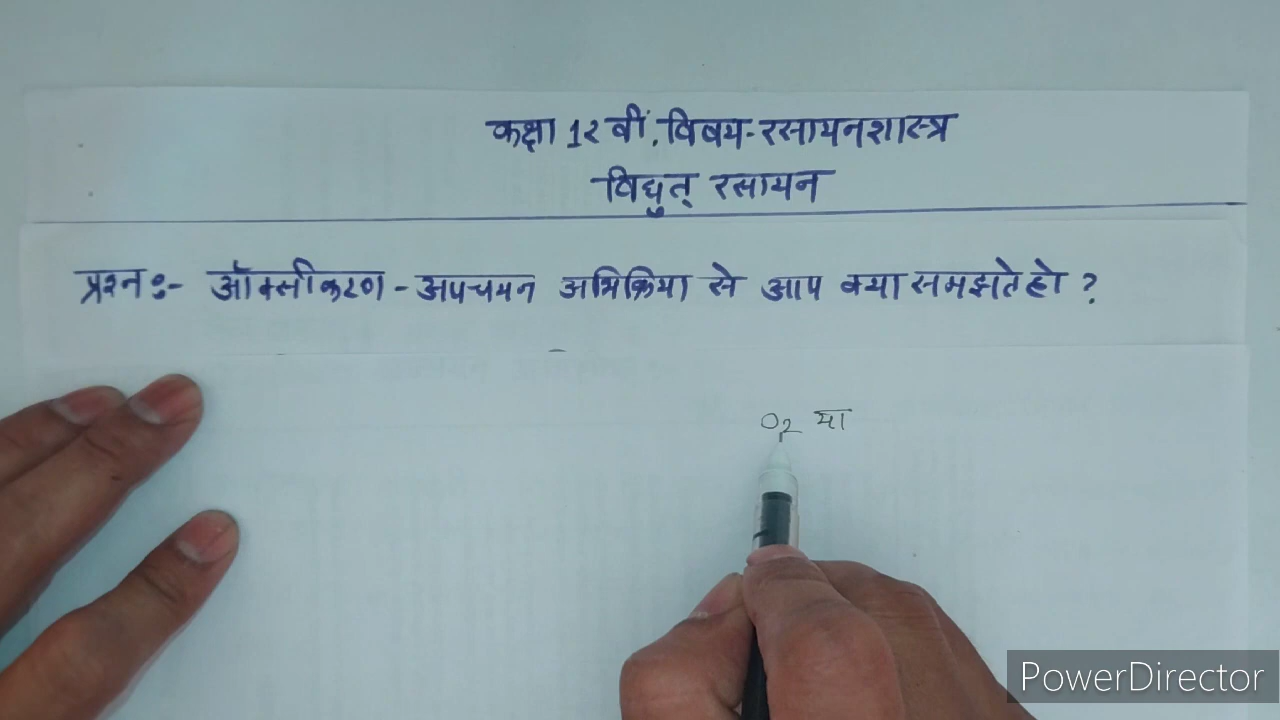 कक्षा 12 वीं. विषय-रसायनशास्त्र
विद्युत् रसायन
प्रश्न :- ऑक्सीकरण - अपचयन अभिक्रिया से आप क्या समझते हो ?
O2 या
PowerDirector